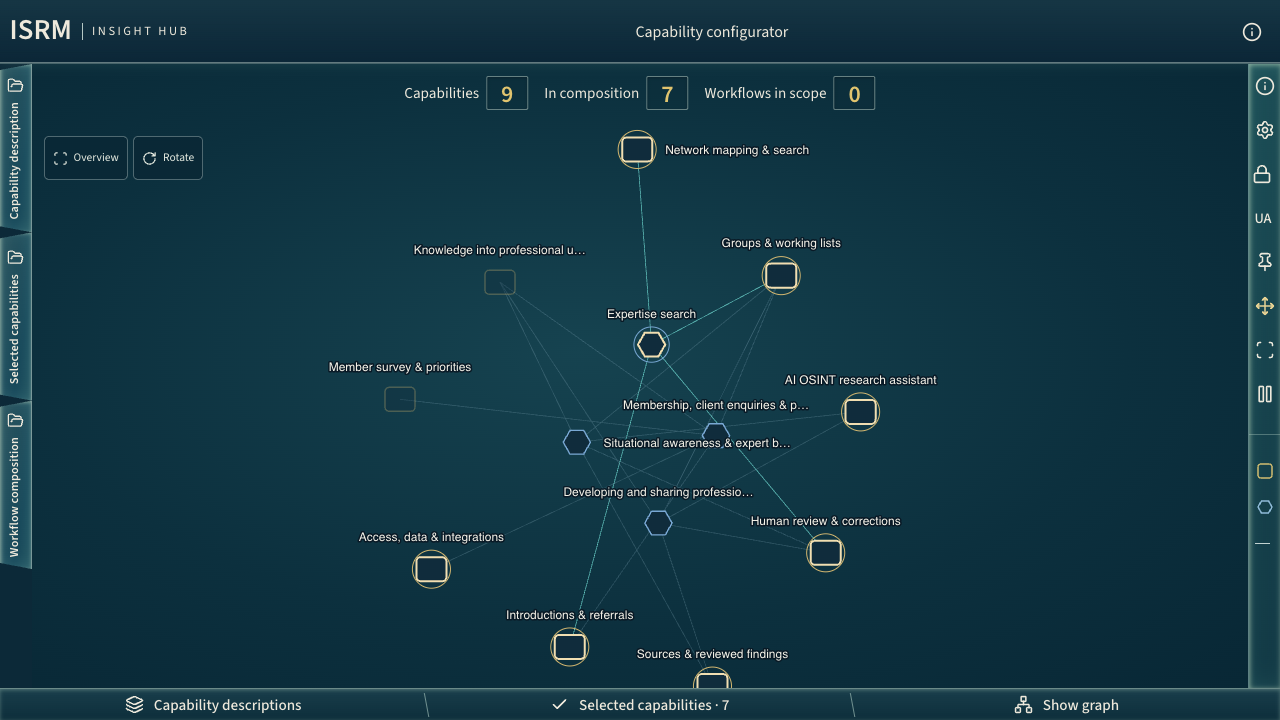 ISRM INSIGHT HUB
Capability configurator
Capabilities 9 In composition 7 Workflows in scope 0
Capability description
Selected capabilities
Workflow composition
Overview
Rotate
UA
Network mapping & search
Groups & working lists
Knowledge into professional u…
Expertise search
Member survey & priorities
AI OSINT research assistant
Membership, client enquiries & p…
Situational awareness & expert b…
Developing and sharing professio…
Human review & corrections
Access, data & integrations
Introductions & referrals
Sources & reviewed findings
Capability descriptions
Selected capabilities · 7
Show graph